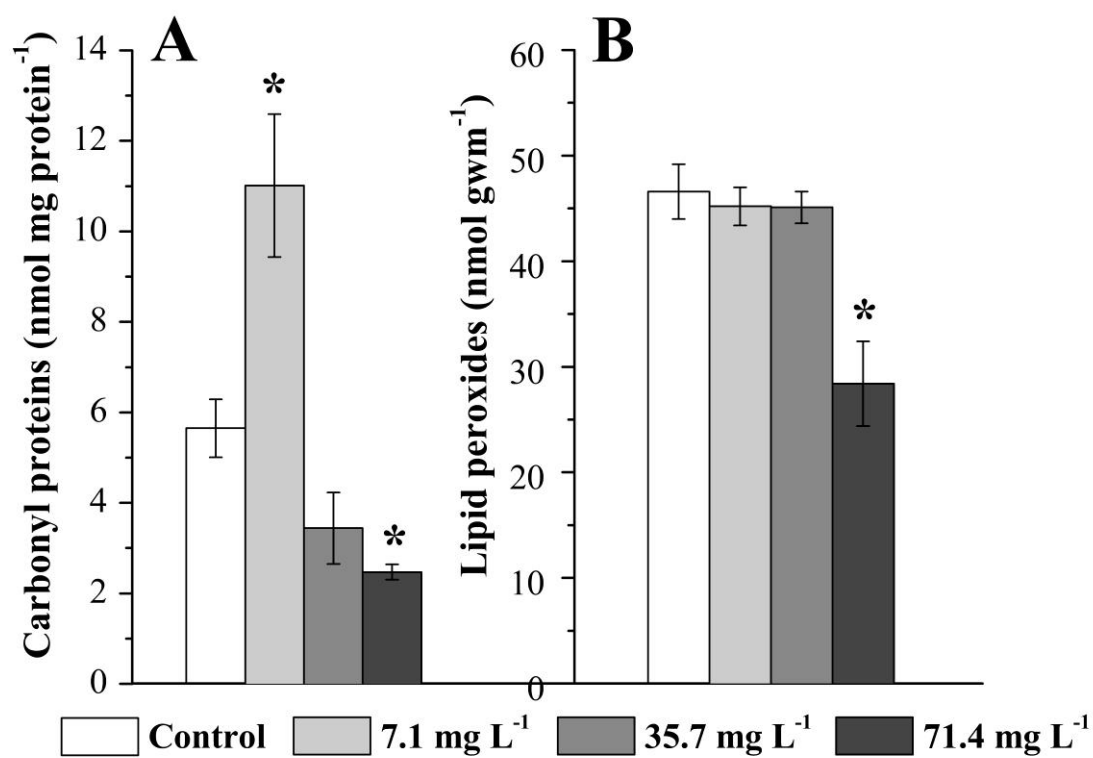 A
B
Carbonyl proteins (nmol mg protein⁻¹)
14
12
10
8
6
4
2
0
*
*
Lipid peroxides (nmol gwm⁻¹)
60
50
40
30
20
10
0
*
Control
7.1 mg L⁻¹
35.7 mg L⁻¹
71.4 mg L⁻¹